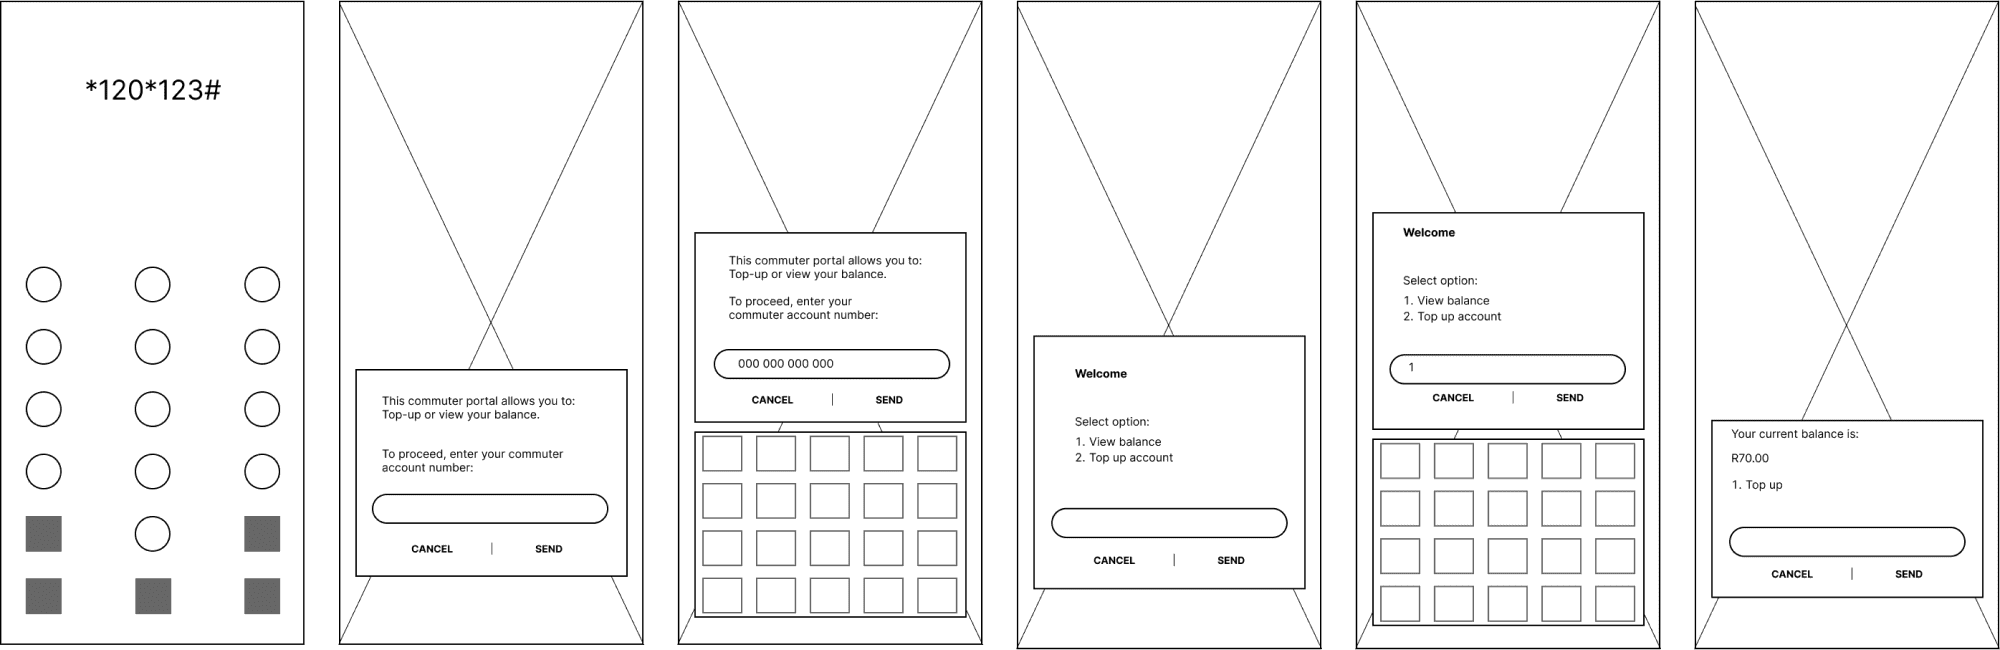 *120*123#
This commuter portal allows you to:
Top-up or view your balance.
To proceed, enter your commuter
account number:
CANCEL | SEND
This commuter portal allows you to:
Top-up or view your balance.
To proceed, enter your
commuter account number:
000 000 000 000
CANCEL | SEND
Welcome
Select option:
1. View balance
2. Top up account
CANCEL | SEND
Welcome
Select option:
1. View balance
2. Top up account
1
CANCEL | SEND
Your current balance is:
R70.00
1. Top up
CANCEL | SEND